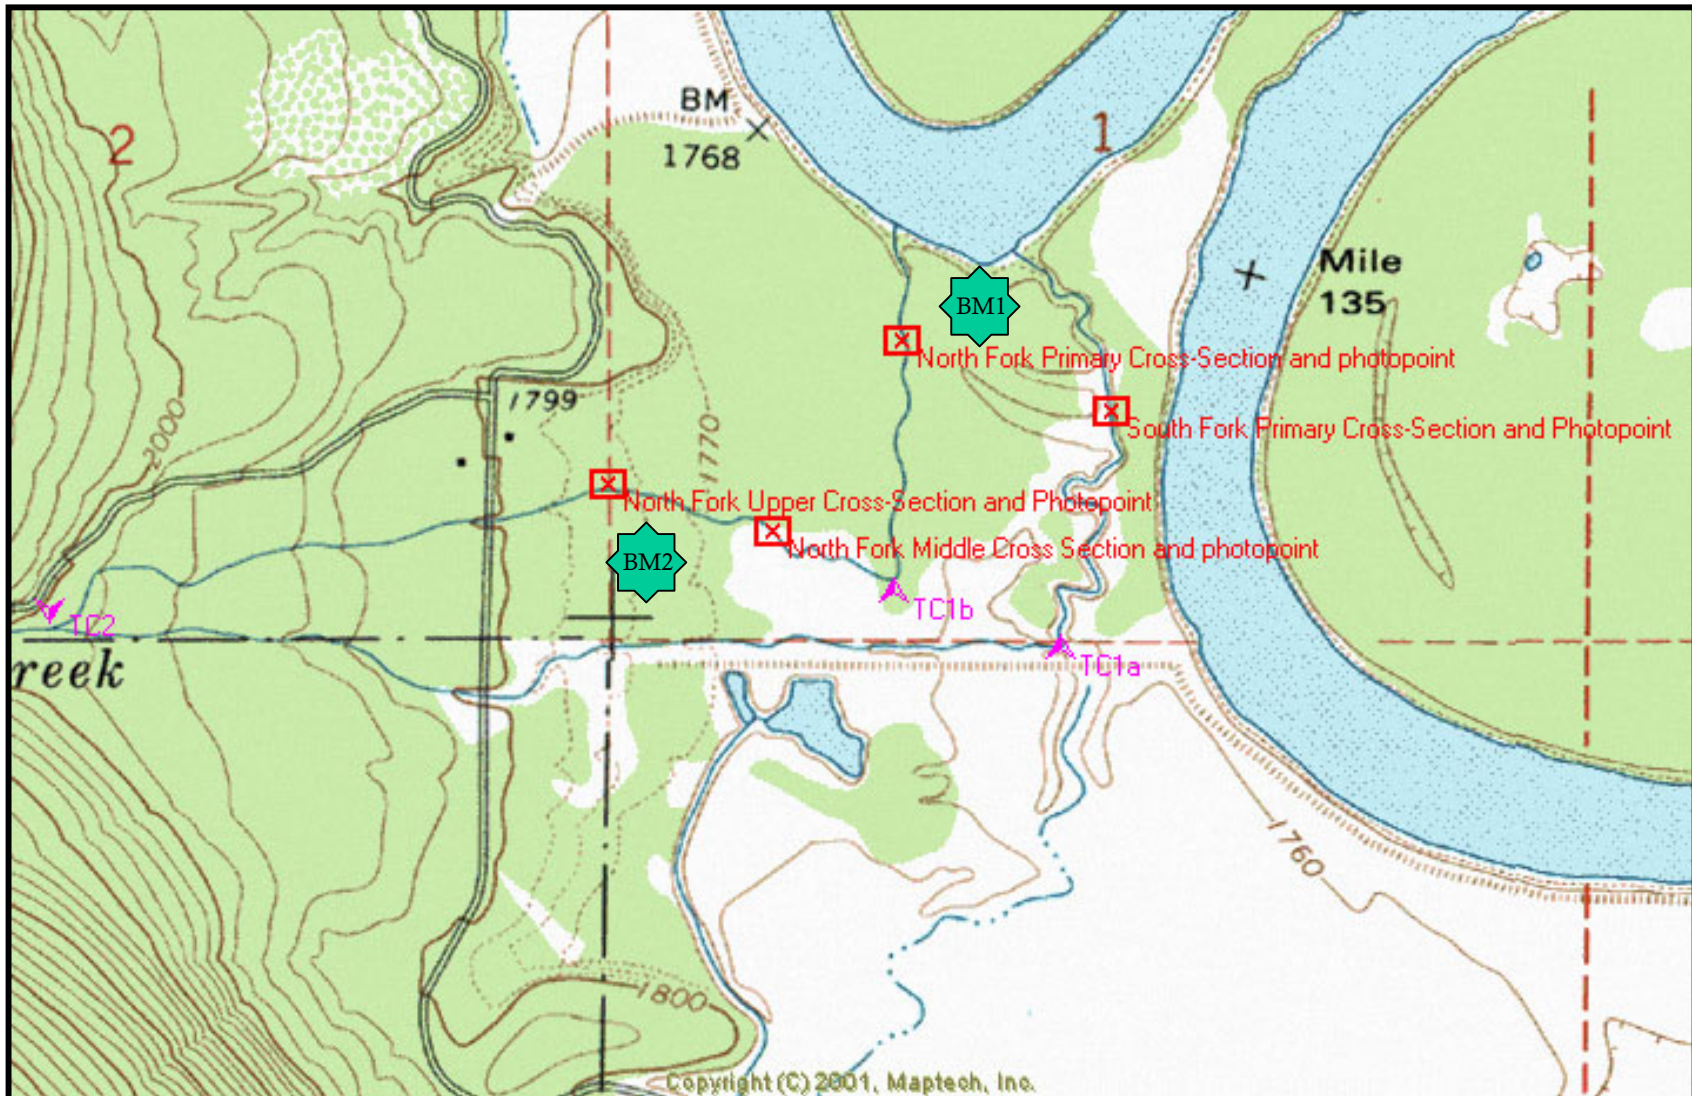 BM
1768
2
1
Mile
135
BM1
North Fork Primary Cross-Section and photopoint
1799
2000
1770
South Fork Primary Cross-Section and Photopoint
North Fork Upper Cross-Section and Photopoint
North Fork Middle Cross Section and photopoint
BM2
TC1b
TC2
TC1a
reek
1760
1800
Copyright (C) 2001, Maptech, Inc.